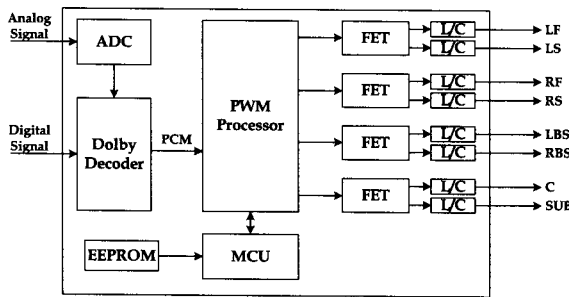 Analog
Signal
ADC
Digital
Signal
Dolby
Decoder
PCM
PWM
Processor
FET
L/C
LF
L/C
LS
FET
L/C
RF
L/C
RS
FET
L/C
LBS
L/C
RBS
FET
L/C
C
L/C
SUB
EEPROM
MCU